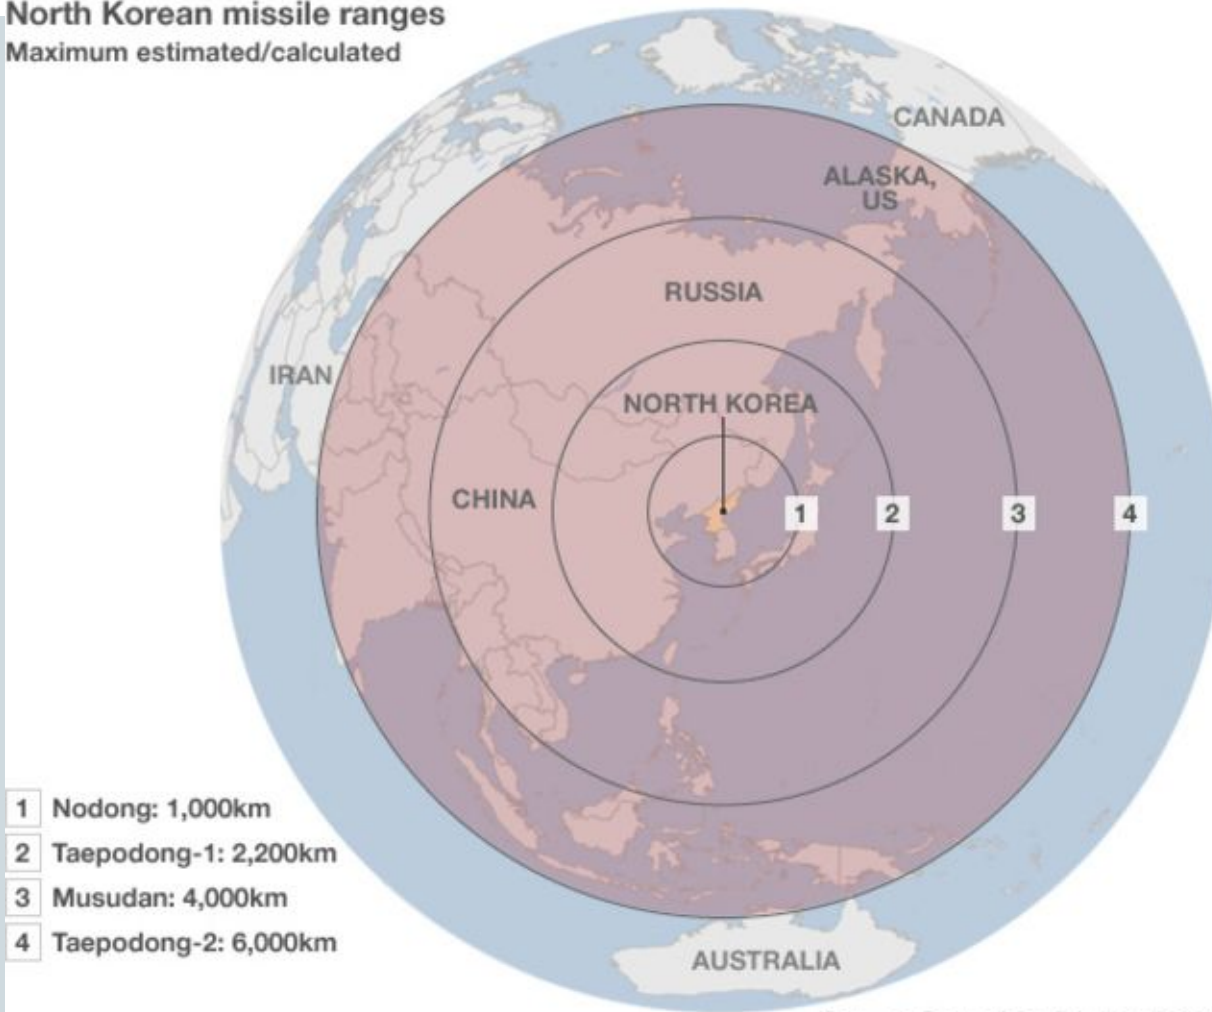 North Korean missile ranges
Maximum estimated/calculated
CANADA
ALASKA,
US
RUSSIA
IRAN
NORTH KOREA
CHINA
1
2
3
4
1 Nodong: 1,000km
2 Taepodong-1: 2,200km
3 Musudan: 4,000km
4 Taepodong-2: 6,000km
AUSTRALIA